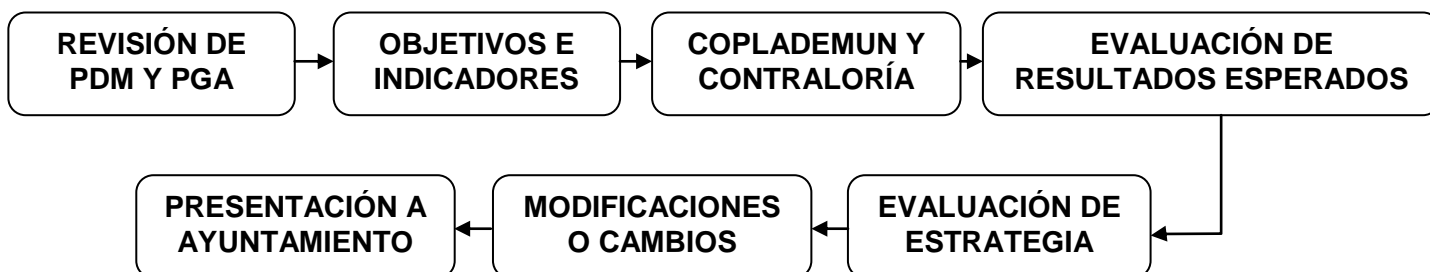 REVISIÓN DE
PDM Y PGA
OBJETIVOS E
INDICADORES
COPLADEMUN Y
CONTRALORÍA
EVALUACIÓN DE
RESULTADOS ESPERADOS
EVALUACIÓN DE
ESTRATEGIA
MODIFICACIONES
O CAMBIOS
PRESENTACIÓN A
AYUNTAMIENTO